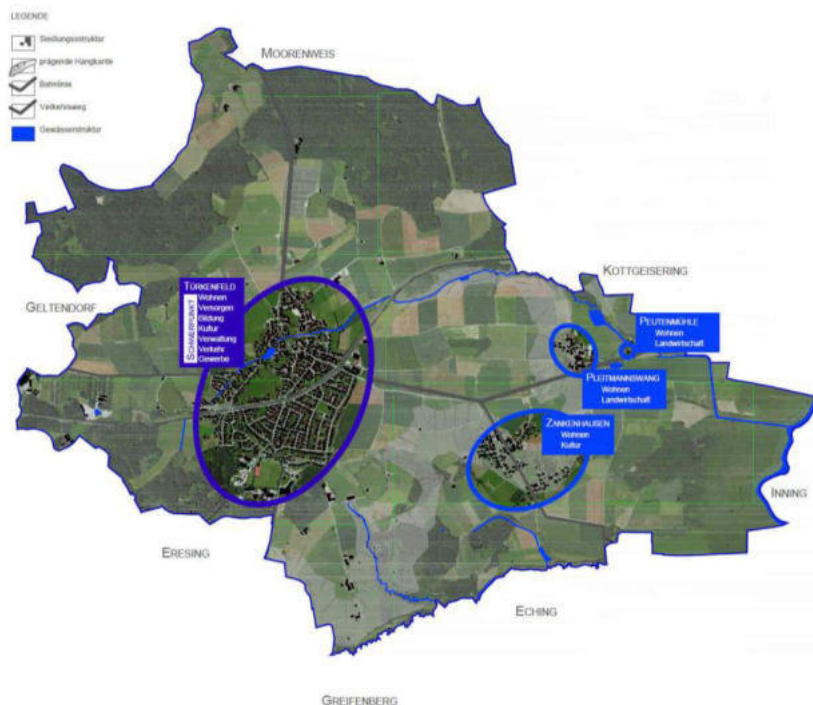 LEGENDE
Siedlungsstruktur
prägende Hangkante
Bahnlinie
Verkehrsweg
Gewässerstruktur
MOORENWEIS
KOTTGEISERING
GELTENDORF
TÜRKENFELD
SCHWERPUNKT
Wohnen
Versorgen
Bildung
Kultur
Verwaltung
Verkehr
Gewerbe
PEUTENMÜHLE
Wohnen
Landwirtschaft
PLEITMANNSWANG
Wohnen
Landwirtschaft
ZANKENHAUSEN
Wohnen
Kultur
INNING
ERESING
ECHING
GREIFENBERG